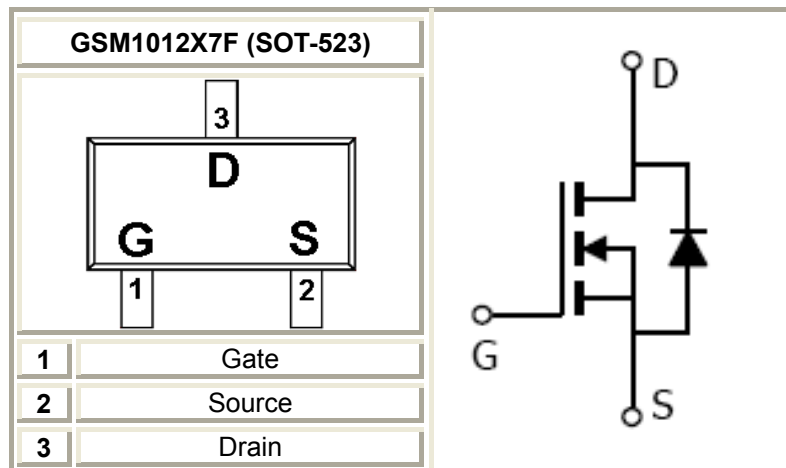 GSM1012X7F (SOT-523)
3
D
G S
1 2
1 Gate
2 Source
3 Drain
D
G
S